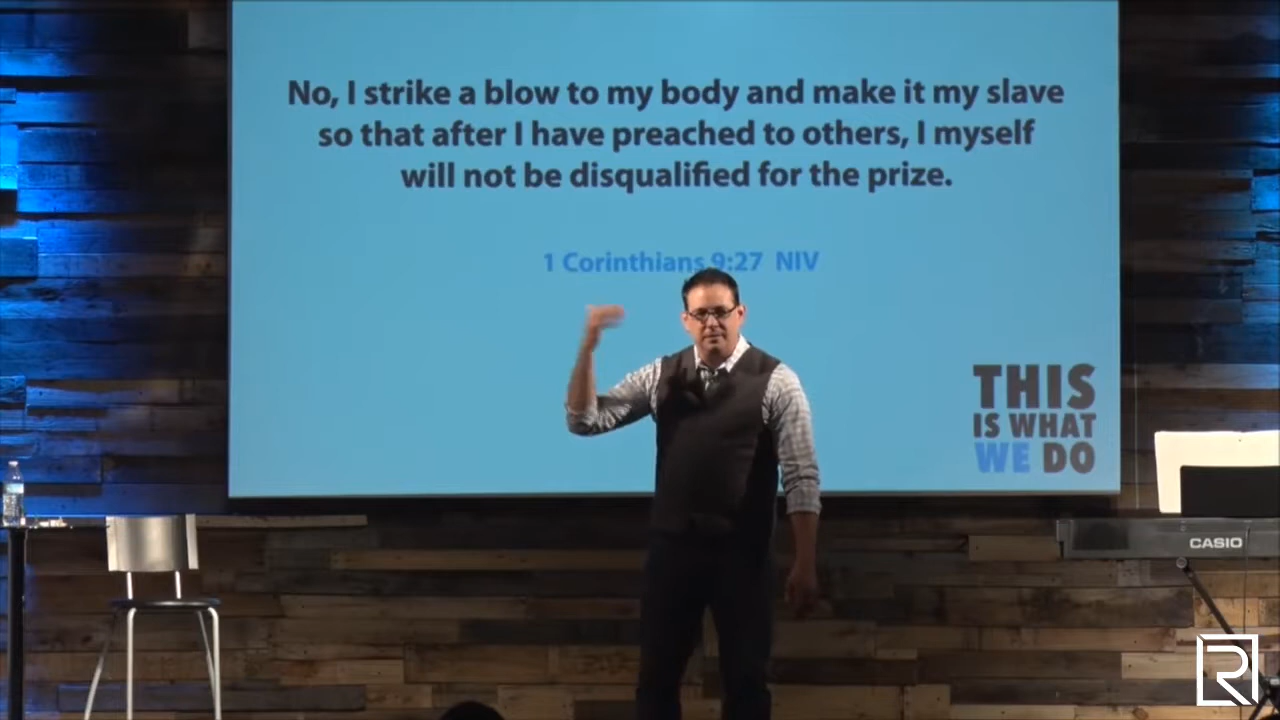 No, I strike a blow to my body and make it my slave
so that after I have preached to others, I myself
will not be disqualified for the prize.
1 Corinthians 9:27 NIV
THIS
IS WHAT
WE DO
CASIO
R